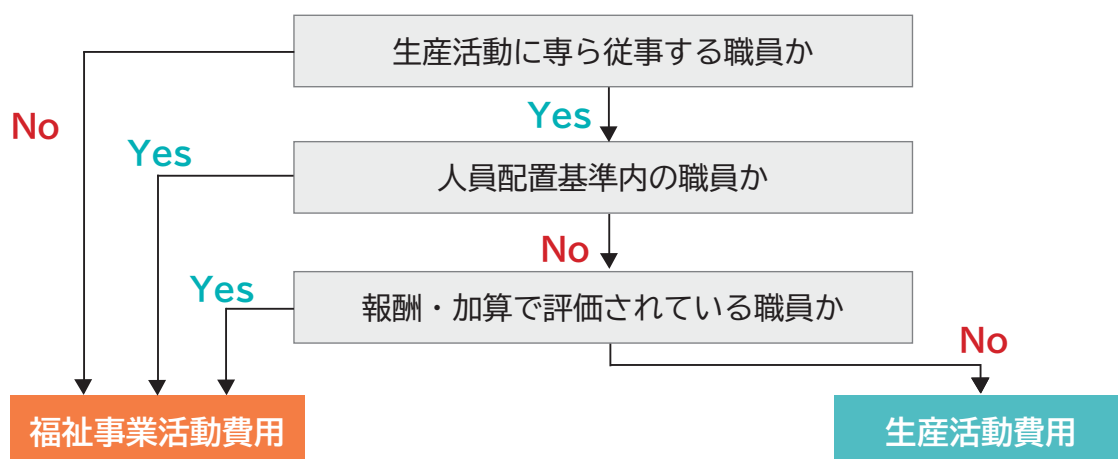 生産活動に専ら従事する職員か
No
Yes
Yes
人員配置基準内の職員か
No
Yes
報酬・加算で評価されている職員か
No
福祉事業活動費用
生産活動費用